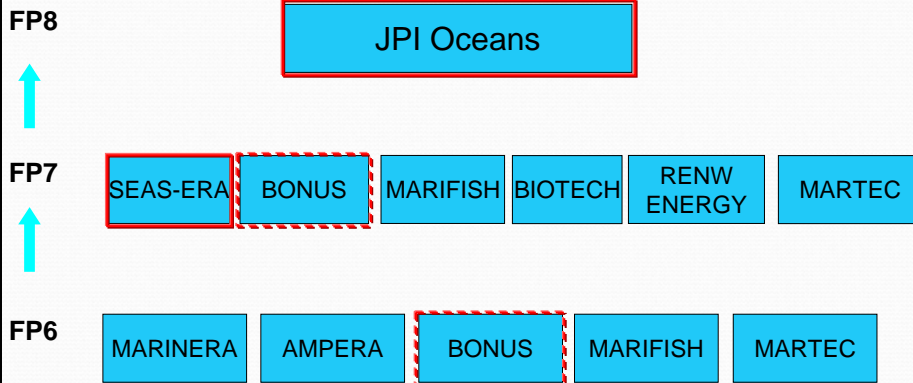 FP8
JPI Oceans
FP7
SEAS-ERA
BONUS
MARIFISH
BIOTECH
RENW
ENERGY
MARTEC
FP6
MARINERA
AMPERA
BONUS
MARIFISH
MARTEC